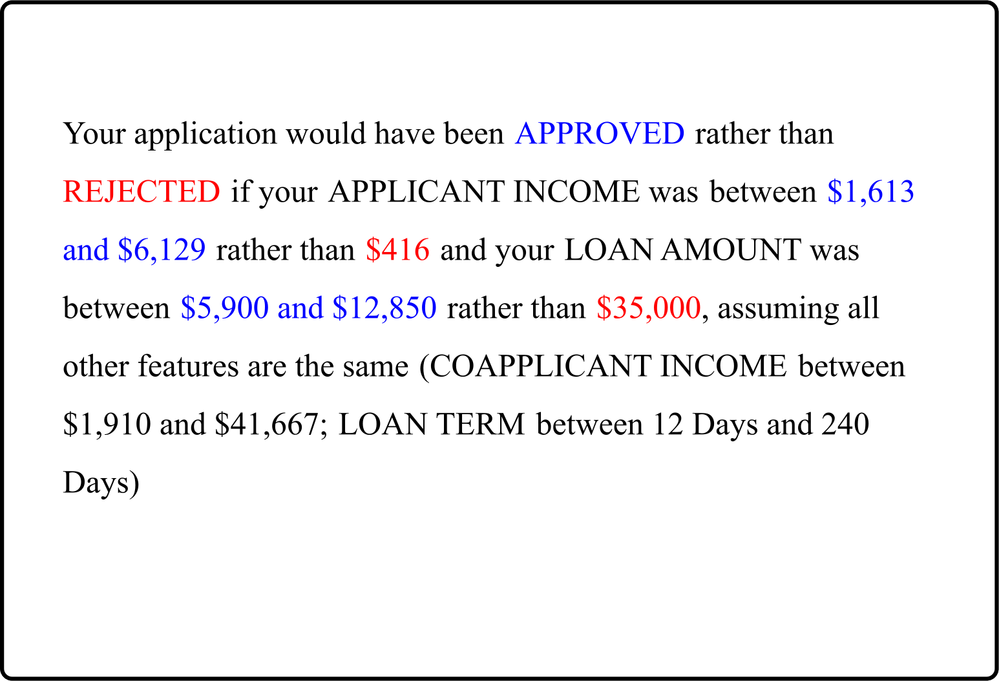 Your application would have been APPROVED rather than
REJECTED if your APPLICANT INCOME was between $1,613
and $6,129 rather than $416 and your LOAN AMOUNT was
between $5,900 and $12,850 rather than $35,000, assuming all
other features are the same (COAPPLICANT INCOME between
$1,910 and $41,667; LOAN TERM between 12 Days and 240
Days)